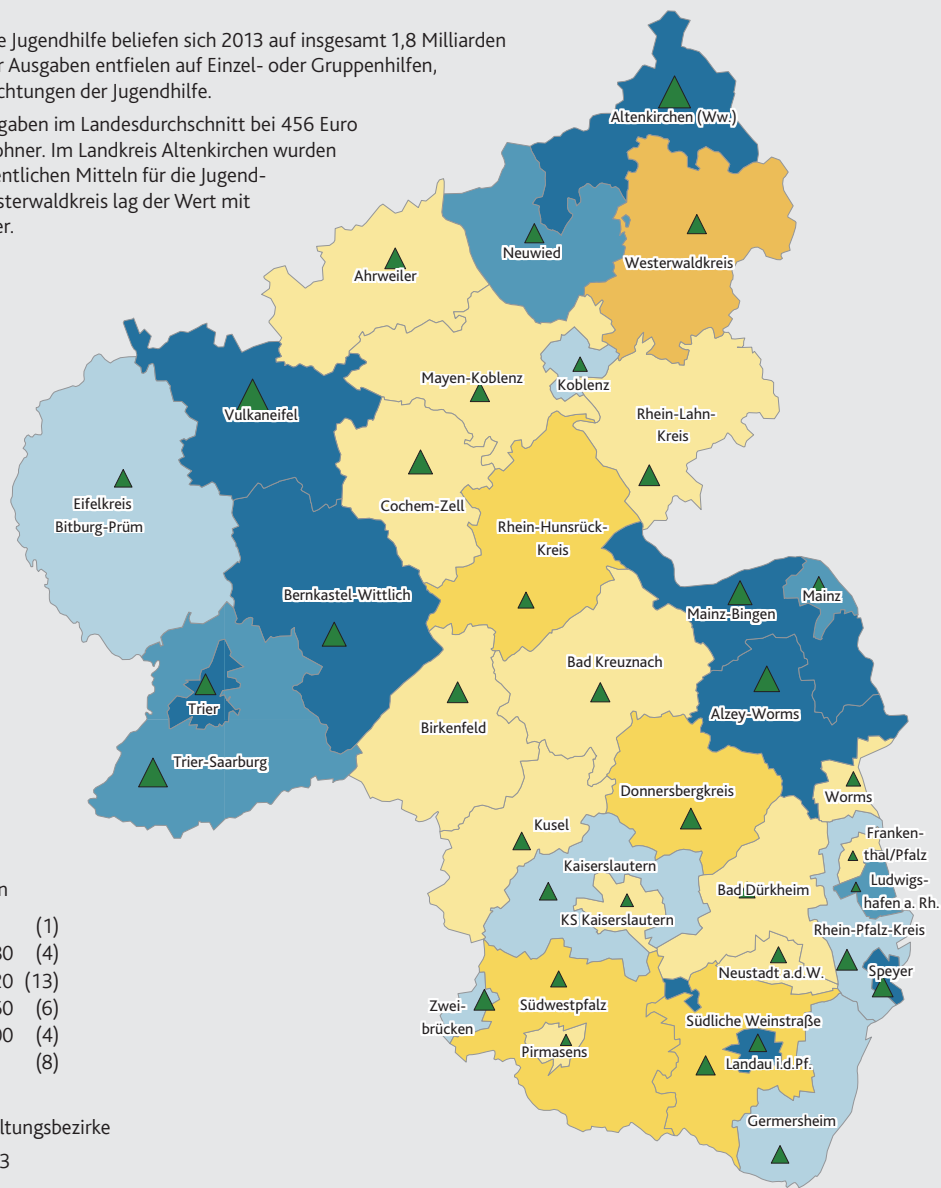 e Jugendhilfe beliefen sich 2013 auf insgesamt 1,8 Milliarden
r Ausgaben entfielen auf Einzel- oder Gruppenhilfen,
chtungen der Jugendhilfe.
gaben im Landesdurchschnitt bei 456 Euro
ohner. Im Landkreis Altenkirchen wurden
entlichen Mitteln für die Jugend-
sterwaldkreis lag der Wert mit
er.
Altenkirchen (Ww.)
Neuwied
Westerwaldkreis
Ahrweiler
Mayen-Koblenz
Koblenz
Vulkaneifel
Rhein-Lahn-
Kreis
Cochem-Zell
Eifelkreis
Bitburg-Prüm
Rhein-Hunsrück-
Kreis
Bernkastel-Wittlich
Mainz
Mainz-Bingen
Bad Kreuznach
Trier
Birkenfeld
Alzey-Worms
Trier-Saarburg
Donnersbergkreis
Worms
Kusel
Franken-
thal/Pfalz
Kaiserslautern
Bad Dürkheim
Ludwigs-
hafen a. Rh.
KS Kaiserslautern
Rhein-Pfalz-Kreis
Neustadt a.d.W.
Speyer
Zwei-
brücken
Südwestpfalz
Südliche Weinstraße
Pirmasens
Landau i.d.Pf.
Germersheim
n
(1)
(4)
20 (13)
(6)
00 (4)
(8)
ltungsbezirke
3